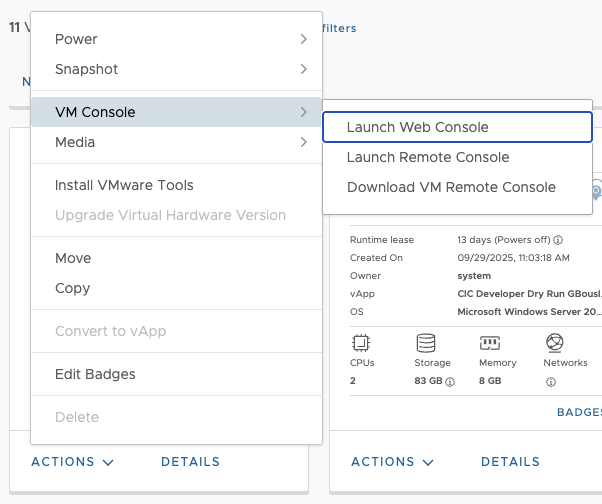 11
filters
Power
Snapshot
VM Console
Media
Launch Web Console
Launch Remote Console
Download VM Remote Console
Install VMware Tools
Upgrade Virtual Hardware Version
Move
Copy
Convert to vApp
Edit Badges
Delete
Runtime lease 13 days (Powers off)
Created On 09/29/2025, 11:03:18 AM
Owner system
vApp CIC Developer Dry Run GBousl
OS Microsoft Windows Server 20...
CPUs Storage Memory Networks
2 83 GB 8 GB
BADGES
ACTIONS DETAILS
ACTIONS DETAILS